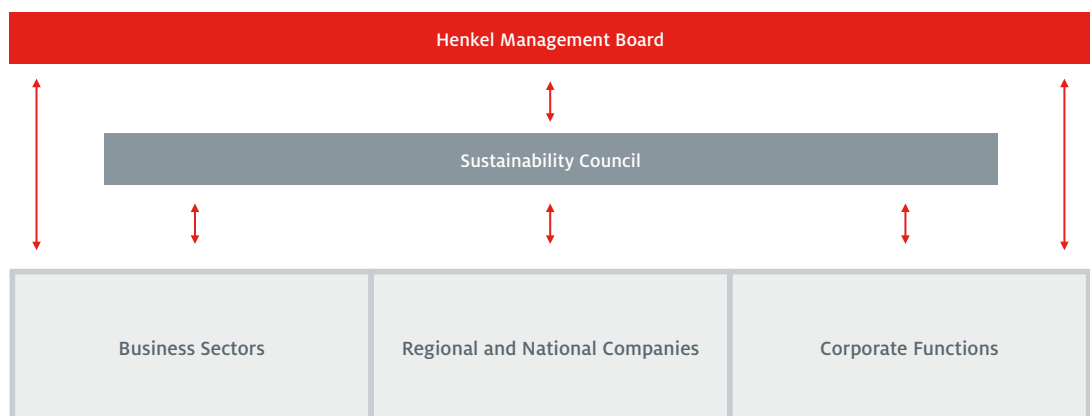 Henkel Management Board
Sustainability Council
Business Sectors
Regional and National Companies
Corporate Functions